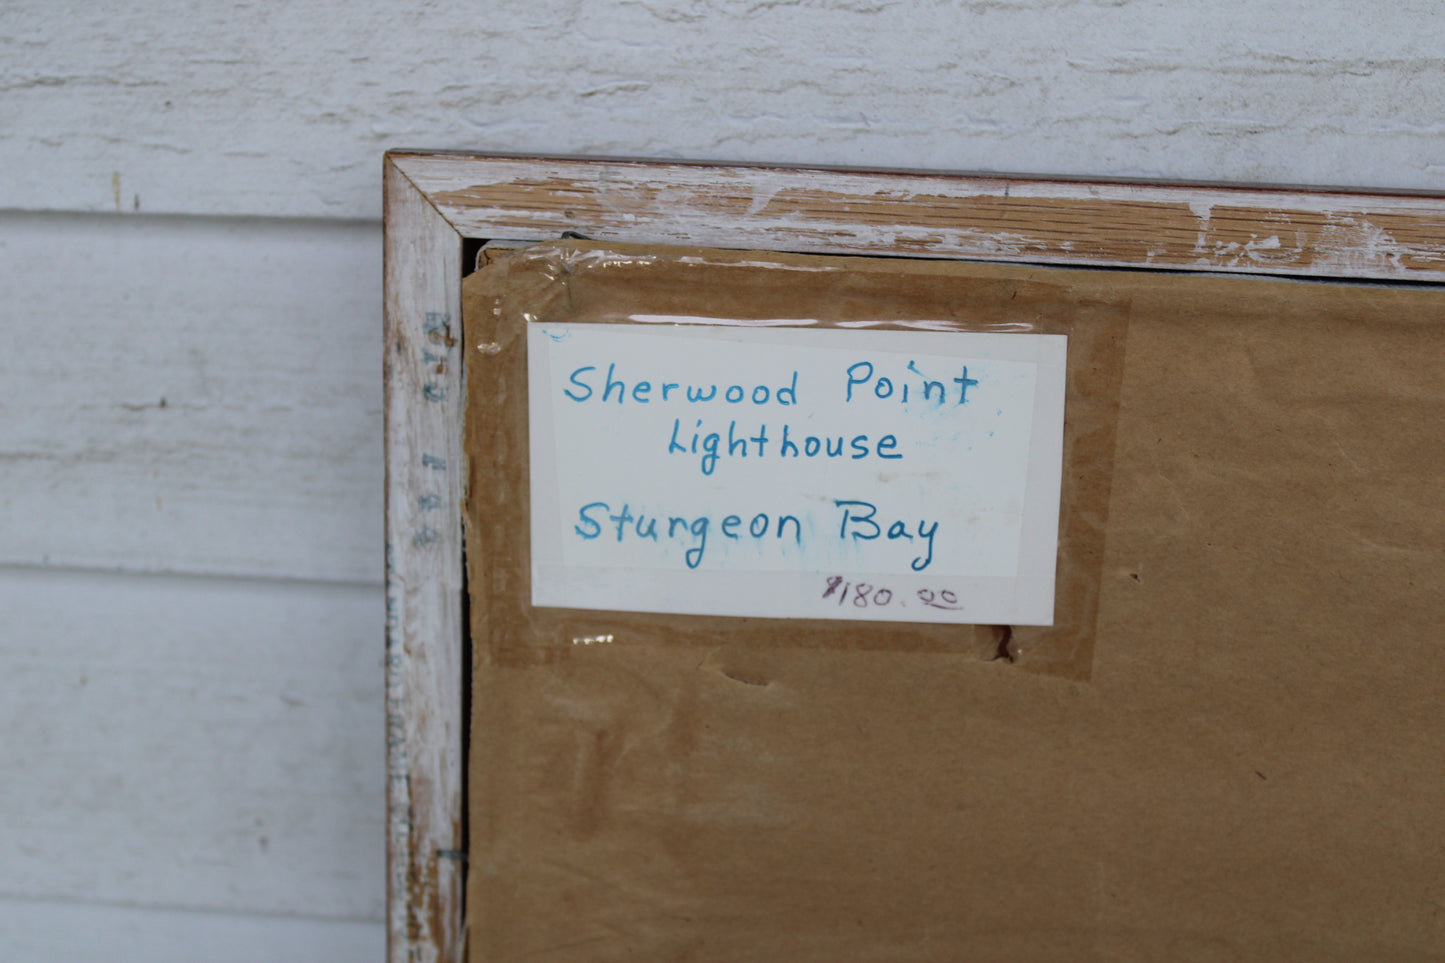 Sherwood Point
Lighthouse
Sturgeon Bay
$180.00